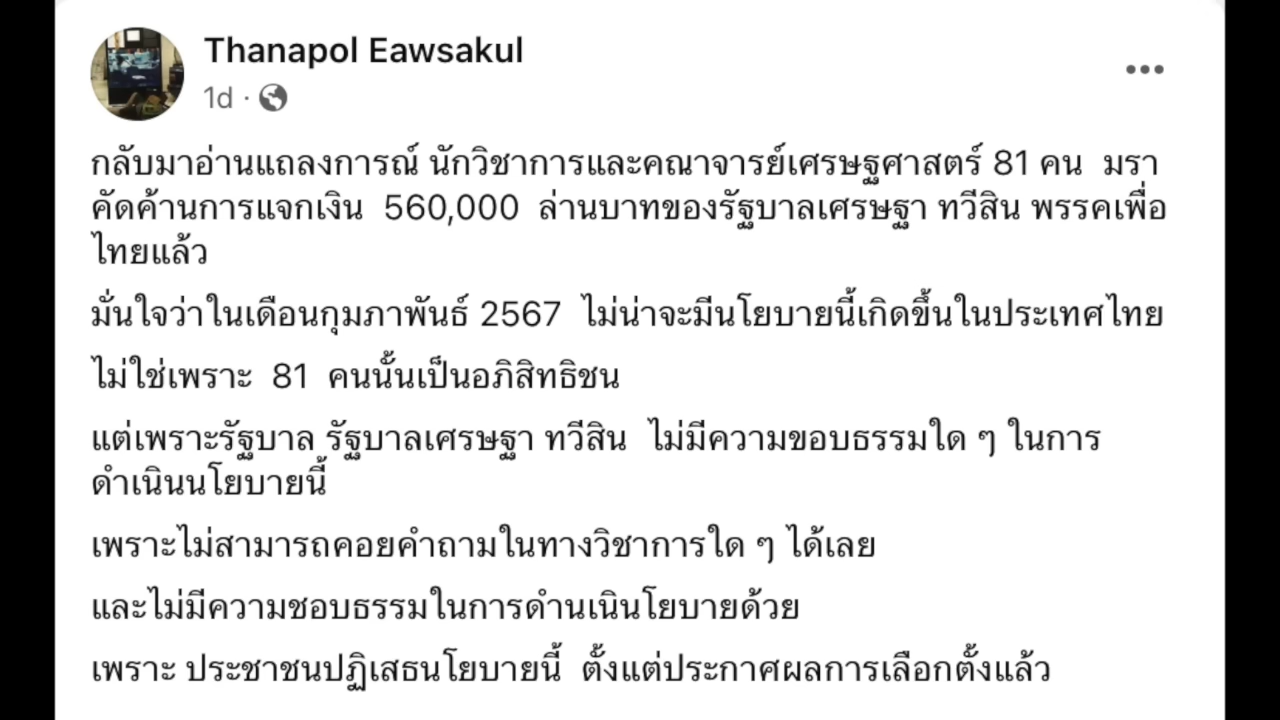 Thanapol Eawsakul
1d ·
กลับมาอ่านแถลงการณ์ นักวิชาการและคณาจารย์เศรษฐศาสตร์ 81 คน มรา
คัดค้านการแจกเงิน 560,000 ล่านบาทของรัฐบาลเศรษฐา ทวีสิน พรรคเพื่อ
ไทยแล้ว
มั่นใจว่าในเดือนกุมภาพันธ์ 2567 ไม่น่าจะมีนโยบายนี้เกิดขึ้นในประเทศไทย
ไม่ใช่เพราะ 81 คนนั้นเป็นอภิสิทธิชน
แต่เพราะรัฐบาล รัฐบาลเศรษฐา ทวีสิน ไม่มีความขอบธรรมใด ๆ ในการ
ดำเนินนโยบายนี้
เพราะไม่สามารถคอยคำถามในทางวิชาการใด ๆ ได้เลย
และไม่มีความชอบธรรมในการดำนเนินโยบายด้วย
เพราะ ประชาชนปฏิเสธนโยบายนี้ ตั้งแต่ประกาศผลการเลือกตั้งแล้ว